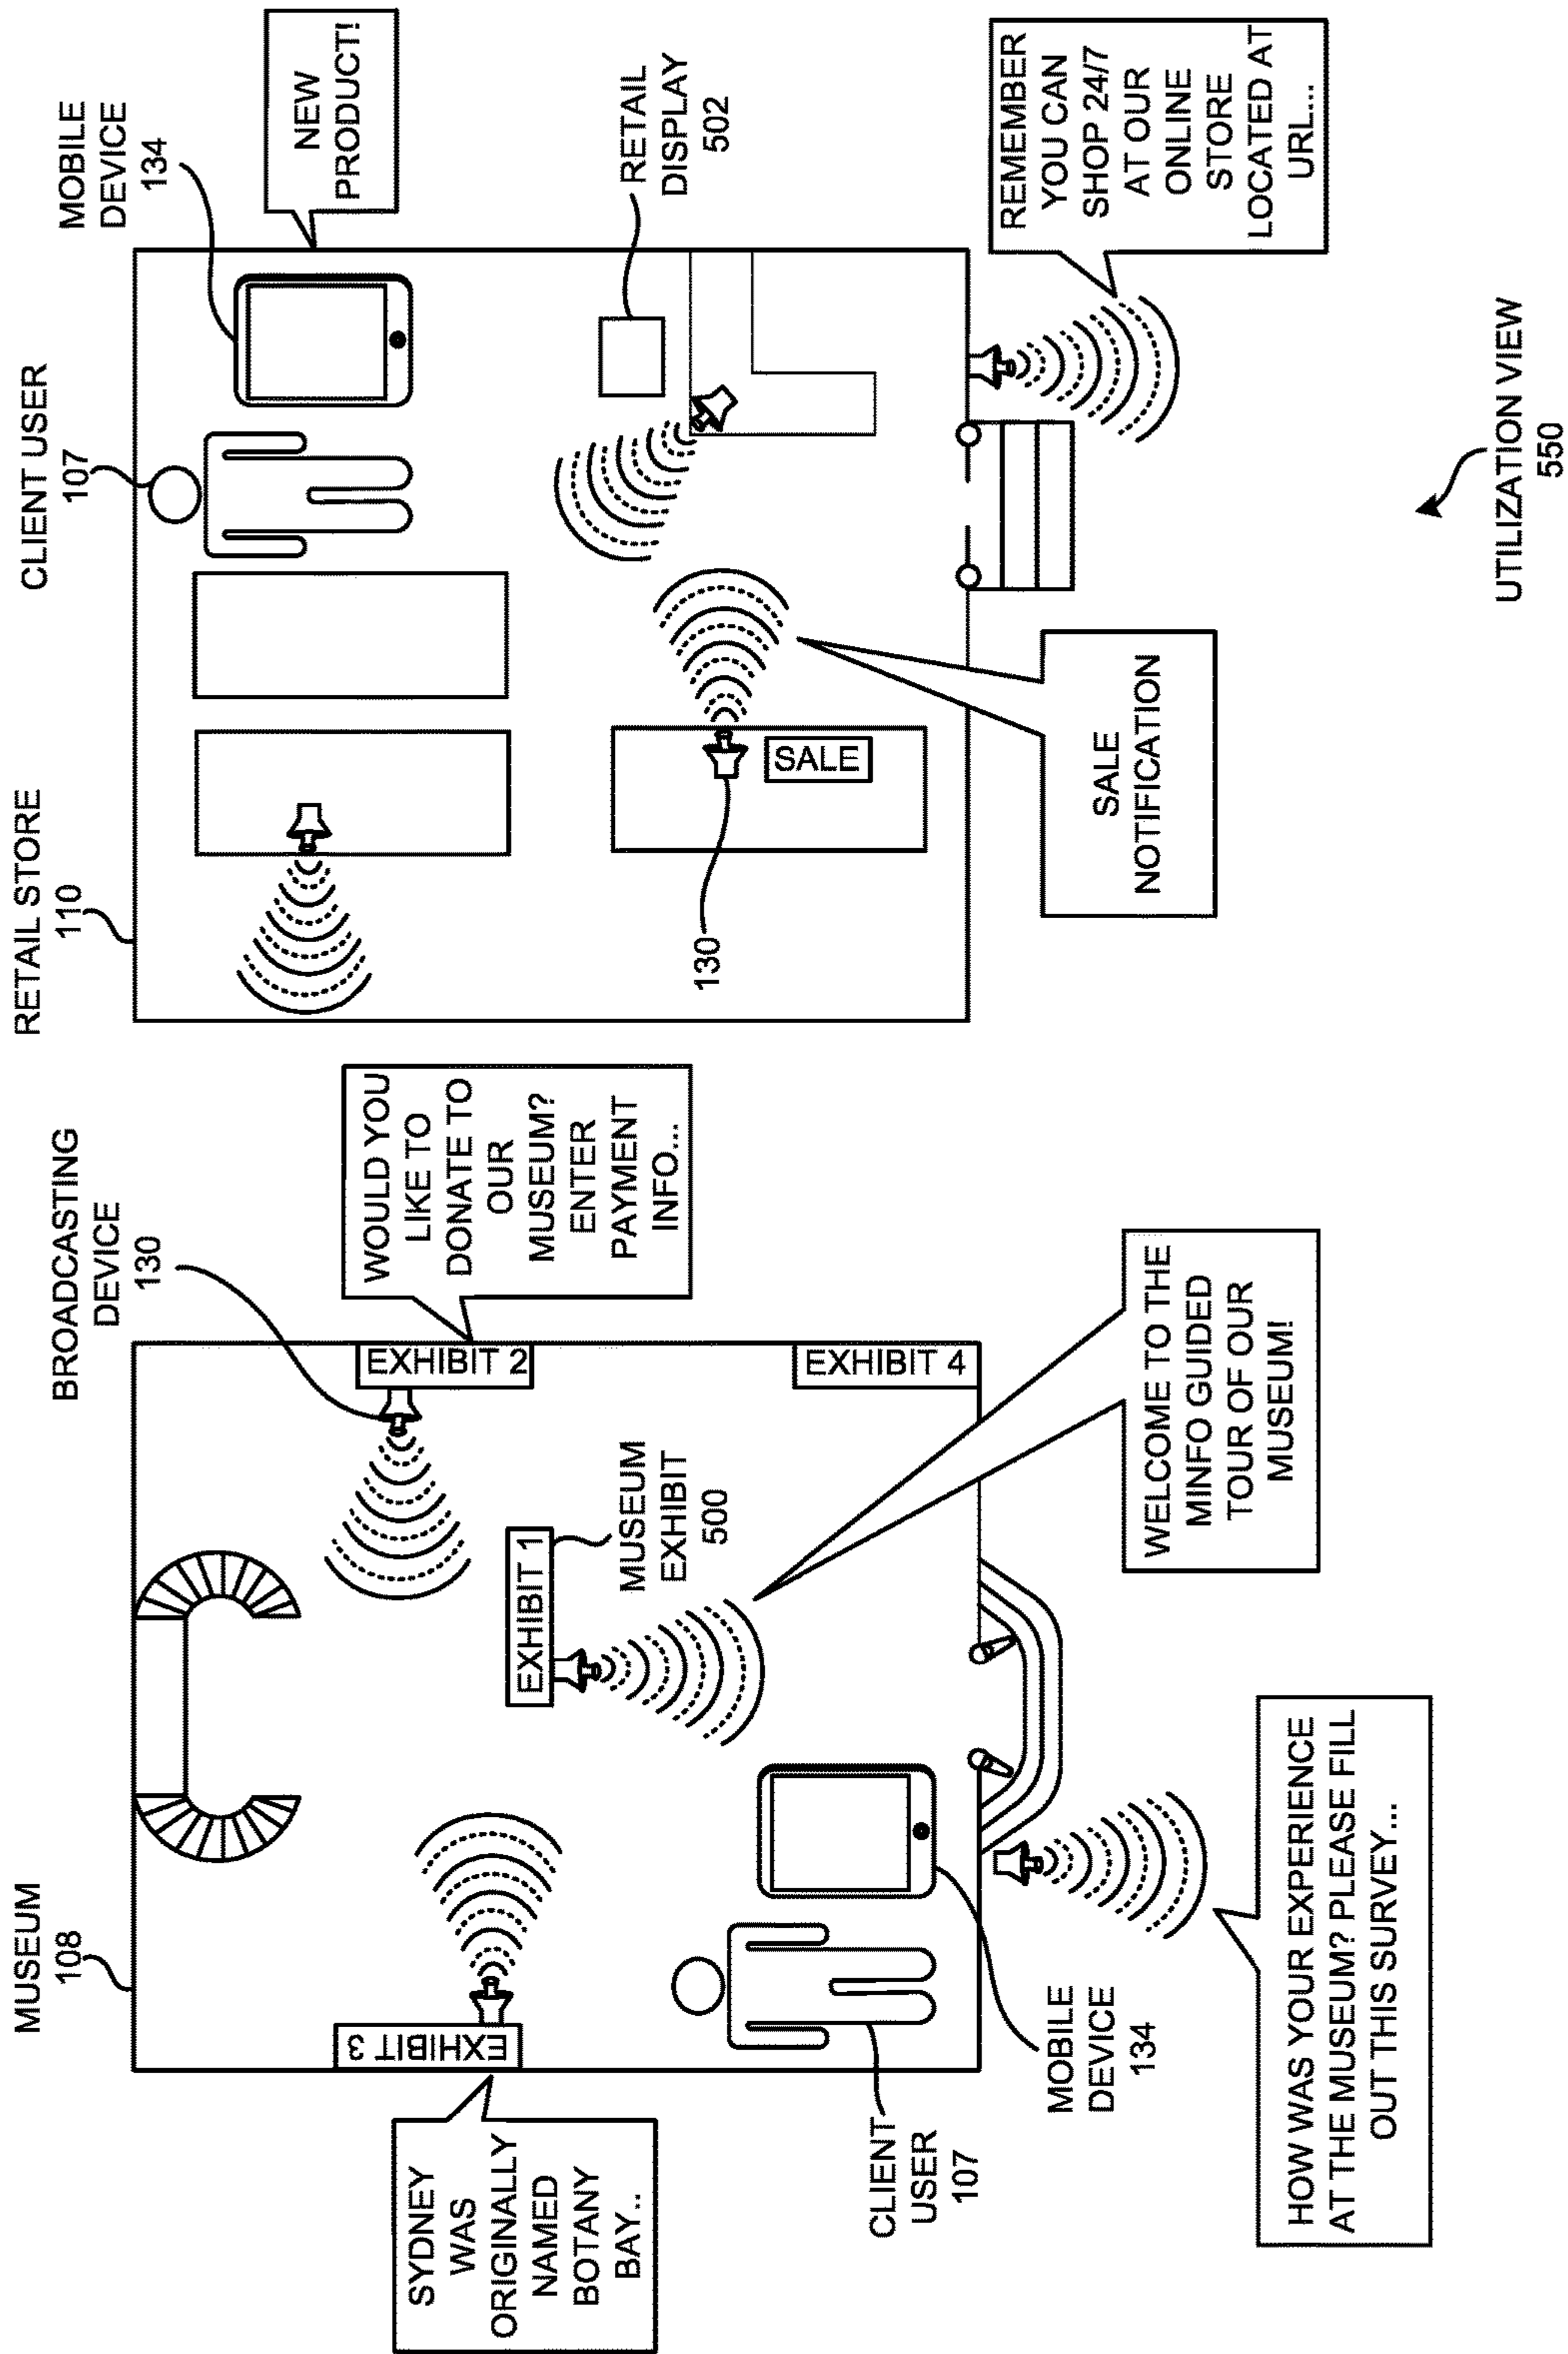 MUSEUM
108
BROADCASTING
DEVICE
130
EXHIBIT 2
WOULD YOU
LIKE TO
DONATE TO
OUR
MUSEUM?
ENTER
PAYMENT
INFO...
EXHIBIT 3
SYDNEY
WAS
ORIGINALLY
NAMED
BOTANY
BAY..
EXHIBIT 1
MUSEUM
EXHIBIT
500
EXHIBIT 4
CLIENT
USER
107
MOBILE
DEVICE
134
WELCOME TO THE
MINFO GUIDED
TOUR OF OUR
MUSEUM!
HOW WAS YOUR EXPERIENCE
AT THE MUSEUM? PLEASE FILL
OUT THIS SURVEY...
RETAIL STORE
110
CLIENT USER
107
MOBILE
DEVICE
134
NEW
PRODUCT!
RETAIL
DISPLAY
502
130
SALE
SALE
NOTIFICATION
REMEMBER
YOU CAN
SHOP 24/7
AT OUR
ONLINE
STORE
LOCATED AT
URL...
UTILIZATION VIEW
550